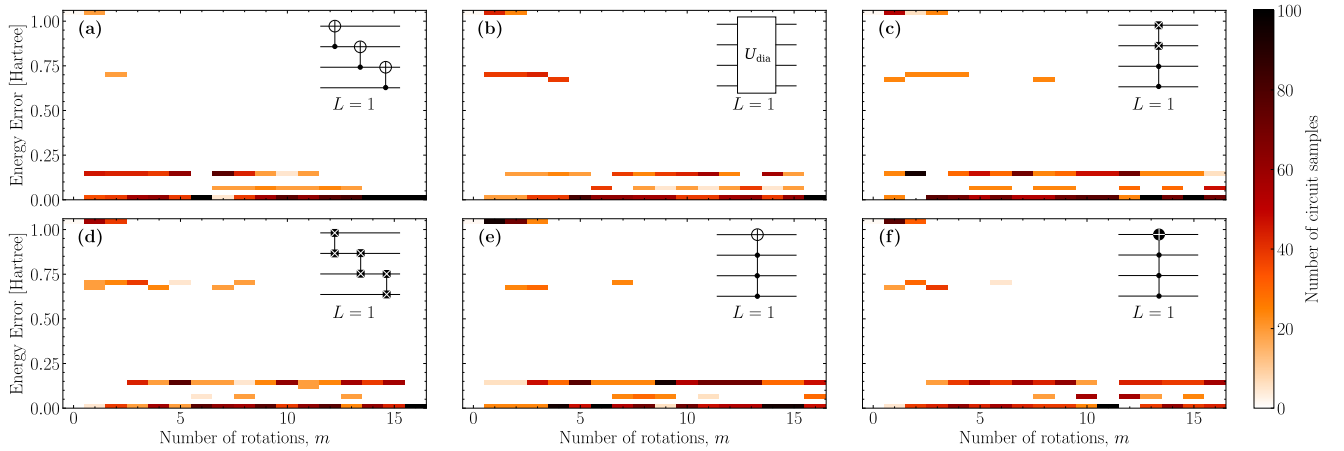 (a)
L = 1
(b)
U_dia
L = 1
(c)
L = 1
Energy Error [Hartree]
1.00
0.75
0.50
0.25
0.00
(d)
L = 1
(e)
L = 1
(f)
L = 1
Energy Error [Hartree]
1.00
0.75
0.50
0.25
0.00
0 5 10 15
0 5 10 15
0 5 10 15
Number of rotations, m
Number of rotations, m
Number of rotations, m
100
80
60
40
20
0
Number of circuit samples